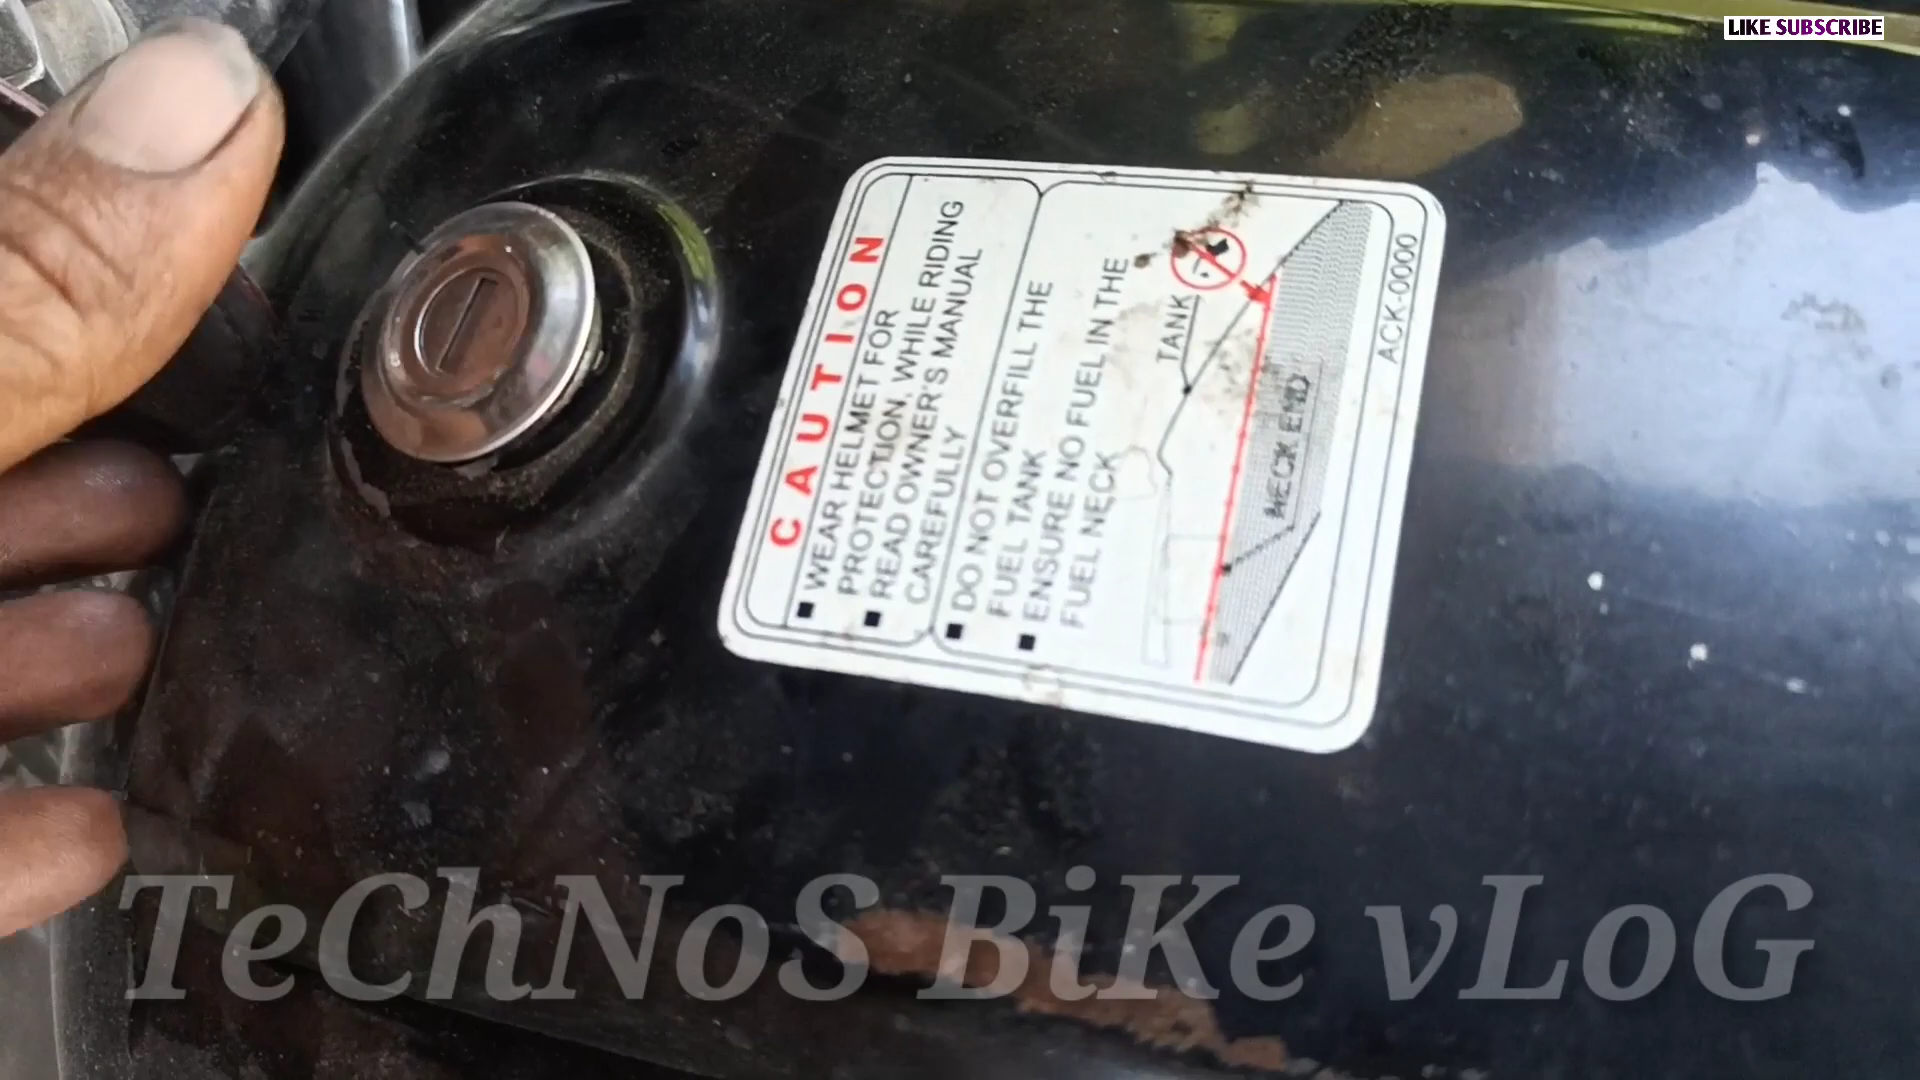 LIKE SUBSCRIBE
CAUTION
WEAR HELMET FOR
PROTECTION, WHILE RIDING
READ OWNER'S MANUAL
CAREFULLY
DO NOT OVERFILL THE
FUEL TANK
ENSURE NO FUEL IN THE
FUEL NECK
TANK
NECK END
ACK-0000
TeChNoS BiKe vLoG